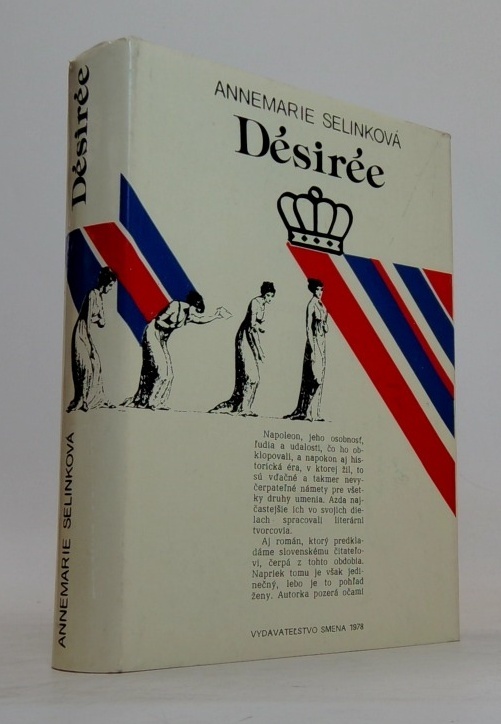 ANNEMARIE SELINKOVÁ
Désirée
Napoleon, jeho osobnosť,
ľudia a udalosti, čo ho ob-
klopovali, a napokon aj his-
torická éra, v ktorej žil, to
sú vďačné a takmer nevy-
čerpateľné námety pre všet-
ky druhy umenia. Azda naj-
častejšie ich vo svojich die-
lach spracovali literárni
tvorcovia.
Aj román, ktorý predkla-
dáme slovenskému čitateľo-
vi, čerpá z tohto obdobia.
Napriek tomu je však jedi-
nečný, lebo je to pohľad
ženy. Autorka pozerá očami
VYDAVATEĽSTVO SMENA 1978
Désirée
ANNEMARIE SELINKOVÁ